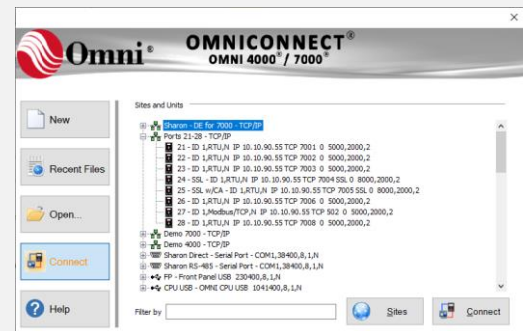 Omni®
OMNICONNECT®
OMNI 4000®/ 7000®
New
Recent Files
Open...
Connect
Help
Sites and Units
Sharon - DE for 7000 - TCP/IP
Ports 21-28 - TCP/IP
21 - ID 1,RTU,N IP 10.10.90.55 TCP 7001 0 5000,2000,2
22 - ID 1,RTU,N IP 10.10.90.55 TCP 7002 0 5000,2000,2
23 - ID 1,RTU,N IP 10.10.90.55 TCP 7003 0 5000,2000,2
24 - SSL - ID 1,RTU,N IP 10.10.90.55 TCP 7004 SSL 0 8000,2000,2
25 - SSL w/CA - ID 1,RTU,N IP 10.10.90.55 TCP 7005 SSL 0 8000,2000,2
26 - ID 1,RTU,N IP 10.10.90.55 TCP 7006 0 5000,2000,2
27 - ID 1,Modbus/TCP,N IP 10.10.90.55 TCP 502 0 5000,2000,2
28 - ID 1,RTU,N IP 10.10.90.55 TCP 7008 0 5000,2000,2
Demo 7000 - TCP/IP
Demo 4000 - TCP/IP
Sharon Direct - Serial Port - COM1,38400,8,1,N
Sharon RS-485 - Serial Port - COM1,38400,8,1,N
FP - Front Panel USB 230400,8,1,N
CPU USB - OMNI CPU USB 1041400,8,1,N
Filter by
Sites
Connect